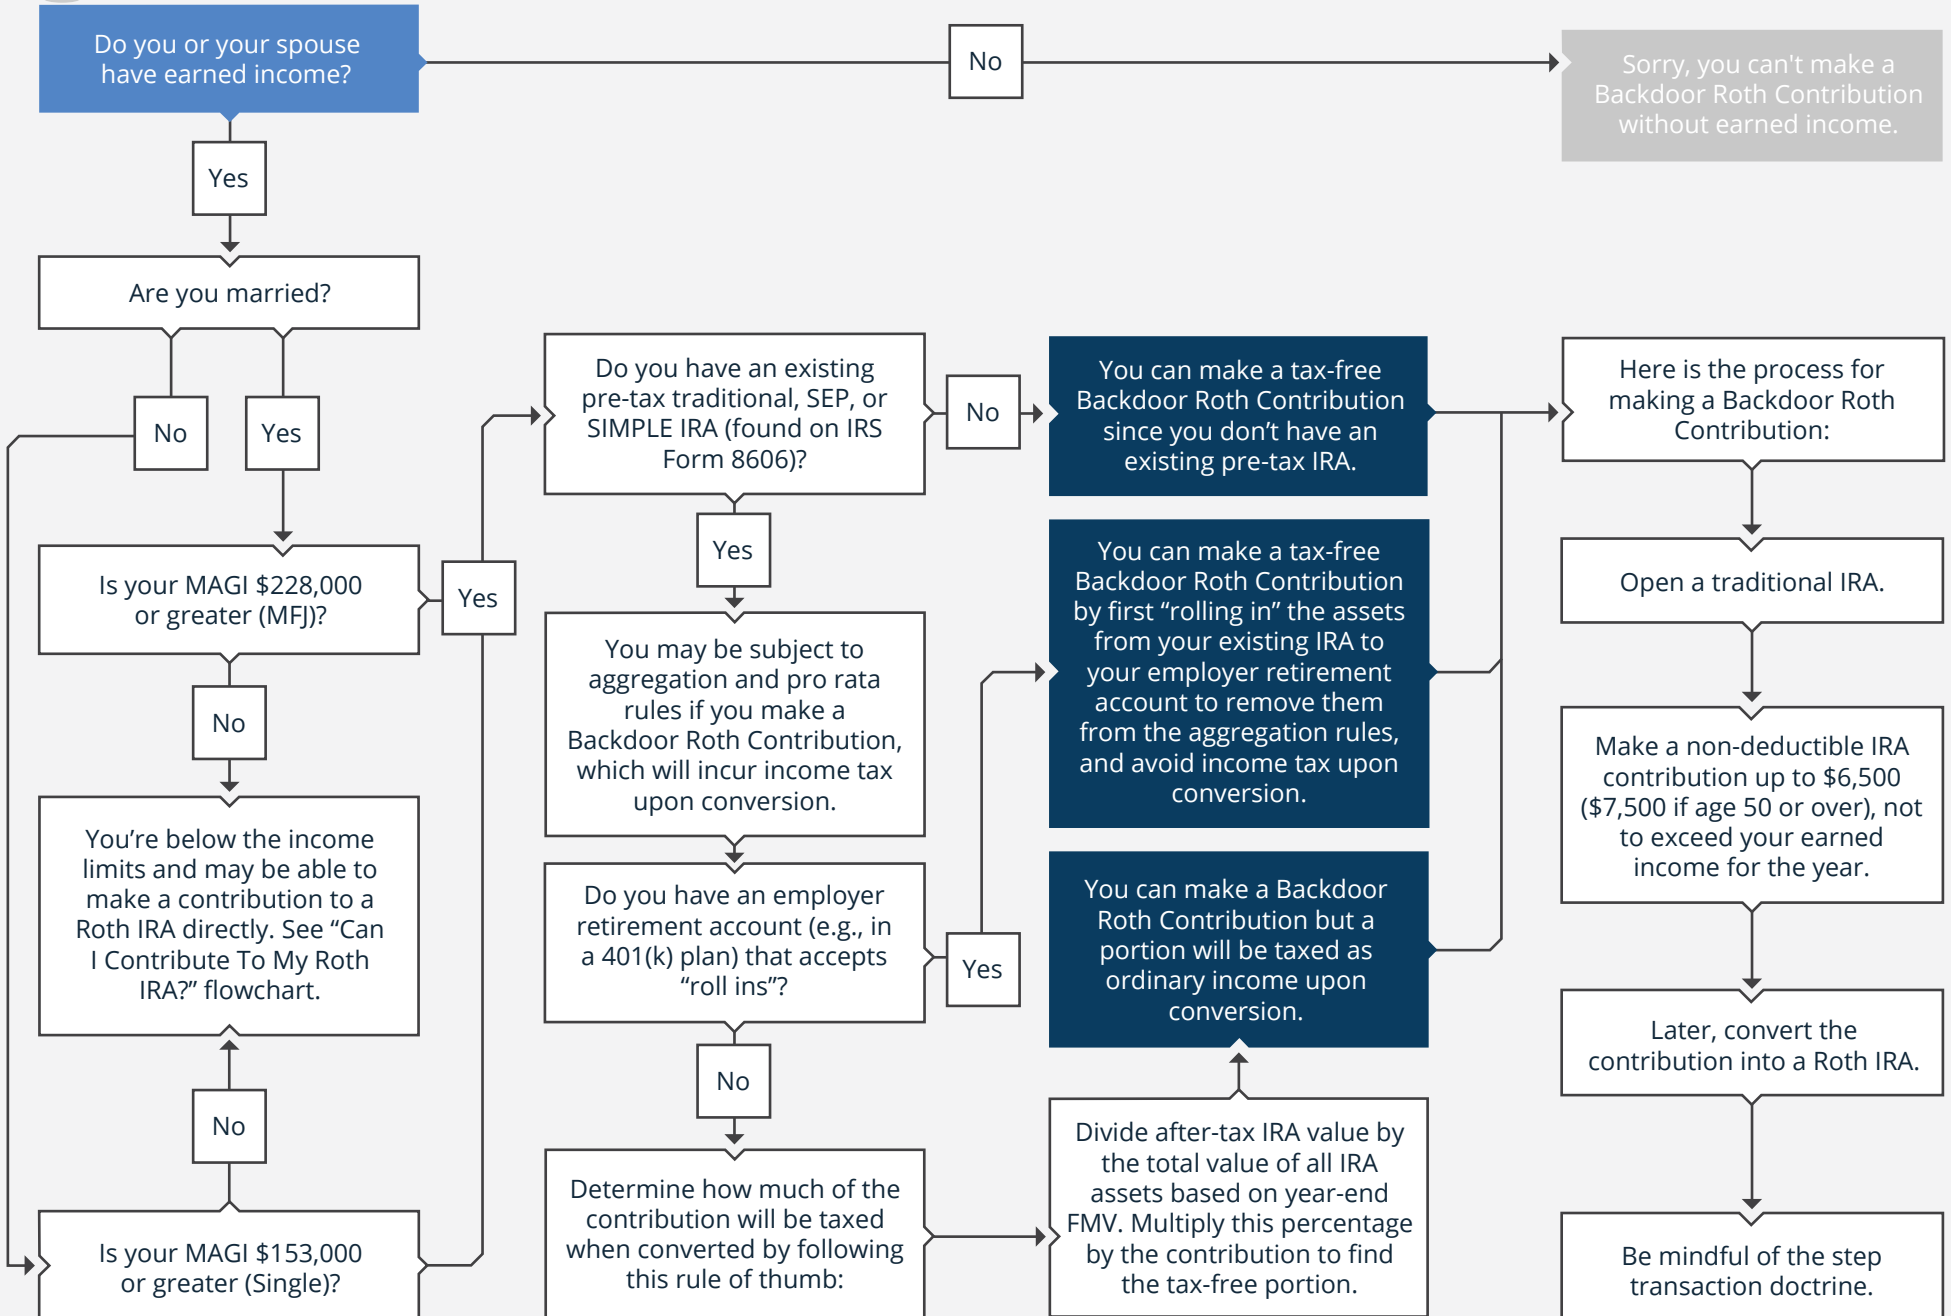 Do you or your spouse
have earned income?
No
Sorry, you can't make a
Backdoor Roth Contribution
without earned income.
Yes
Are you married?
No
Yes
Is your MAGI $228,000
or greater (MFJ)?
Yes
No
You’re below the income
limits and may be able to
make a contribution to a
Roth IRA directly. See “Can
I Contribute To My Roth
IRA?” flowchart.
No
Is your MAGI $153,000
or greater (Single)?
Do you have an existing
pre-tax traditional, SEP, or
SIMPLE IRA (found on IRS
Form 8606)?
No
Yes
You may be subject to
aggregation and pro rata
rules if you make a
Backdoor Roth Contribution,
which will incur income tax
upon conversion.
Do you have an employer
retirement account (e.g., in
a 401(k) plan) that accepts
“roll ins”?
Yes
No
Determine how much of the
contribution will be taxed
when converted by following
this rule of thumb:
You can make a tax-free
Backdoor Roth Contribution
since you don’t have an
existing pre-tax IRA.
You can make a tax-free
Backdoor Roth Contribution
by first “rolling in” the assets
from your existing IRA to
your employer retirement
account to remove them
from the aggregation rules,
and avoid income tax upon
conversion.
You can make a Backdoor
Roth Contribution but a
portion will be taxed as
ordinary income upon
conversion.
Divide after-tax IRA value by
the total value of all IRA
assets based on year-end
FMV. Multiply this percentage
by the contribution to find
the tax-free portion.
Here is the process for
making a Backdoor Roth
Contribution:
Open a traditional IRA.
Make a non-deductible IRA
contribution up to $6,500
($7,500 if age 50 or over), not
to exceed your earned
income for the year.
Later, convert the
contribution into a Roth IRA.
Be mindful of the step
transaction doctrine.